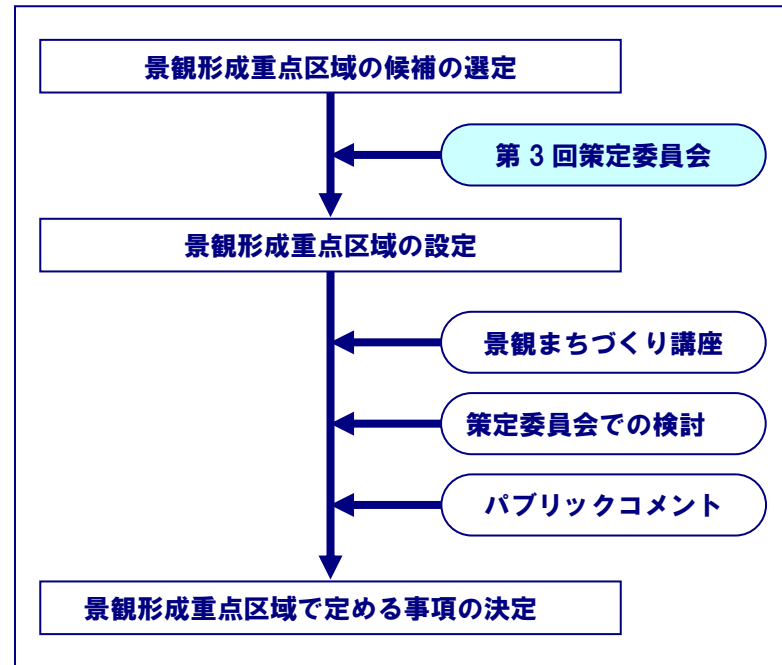 景観形成重点区域の候補の選定
第３回策定委員会
景観形成重点区域の設定
景観まちづくり講座
策定委員会での検討
パブリックコメント
景観形成重点区域で定める事項の決定